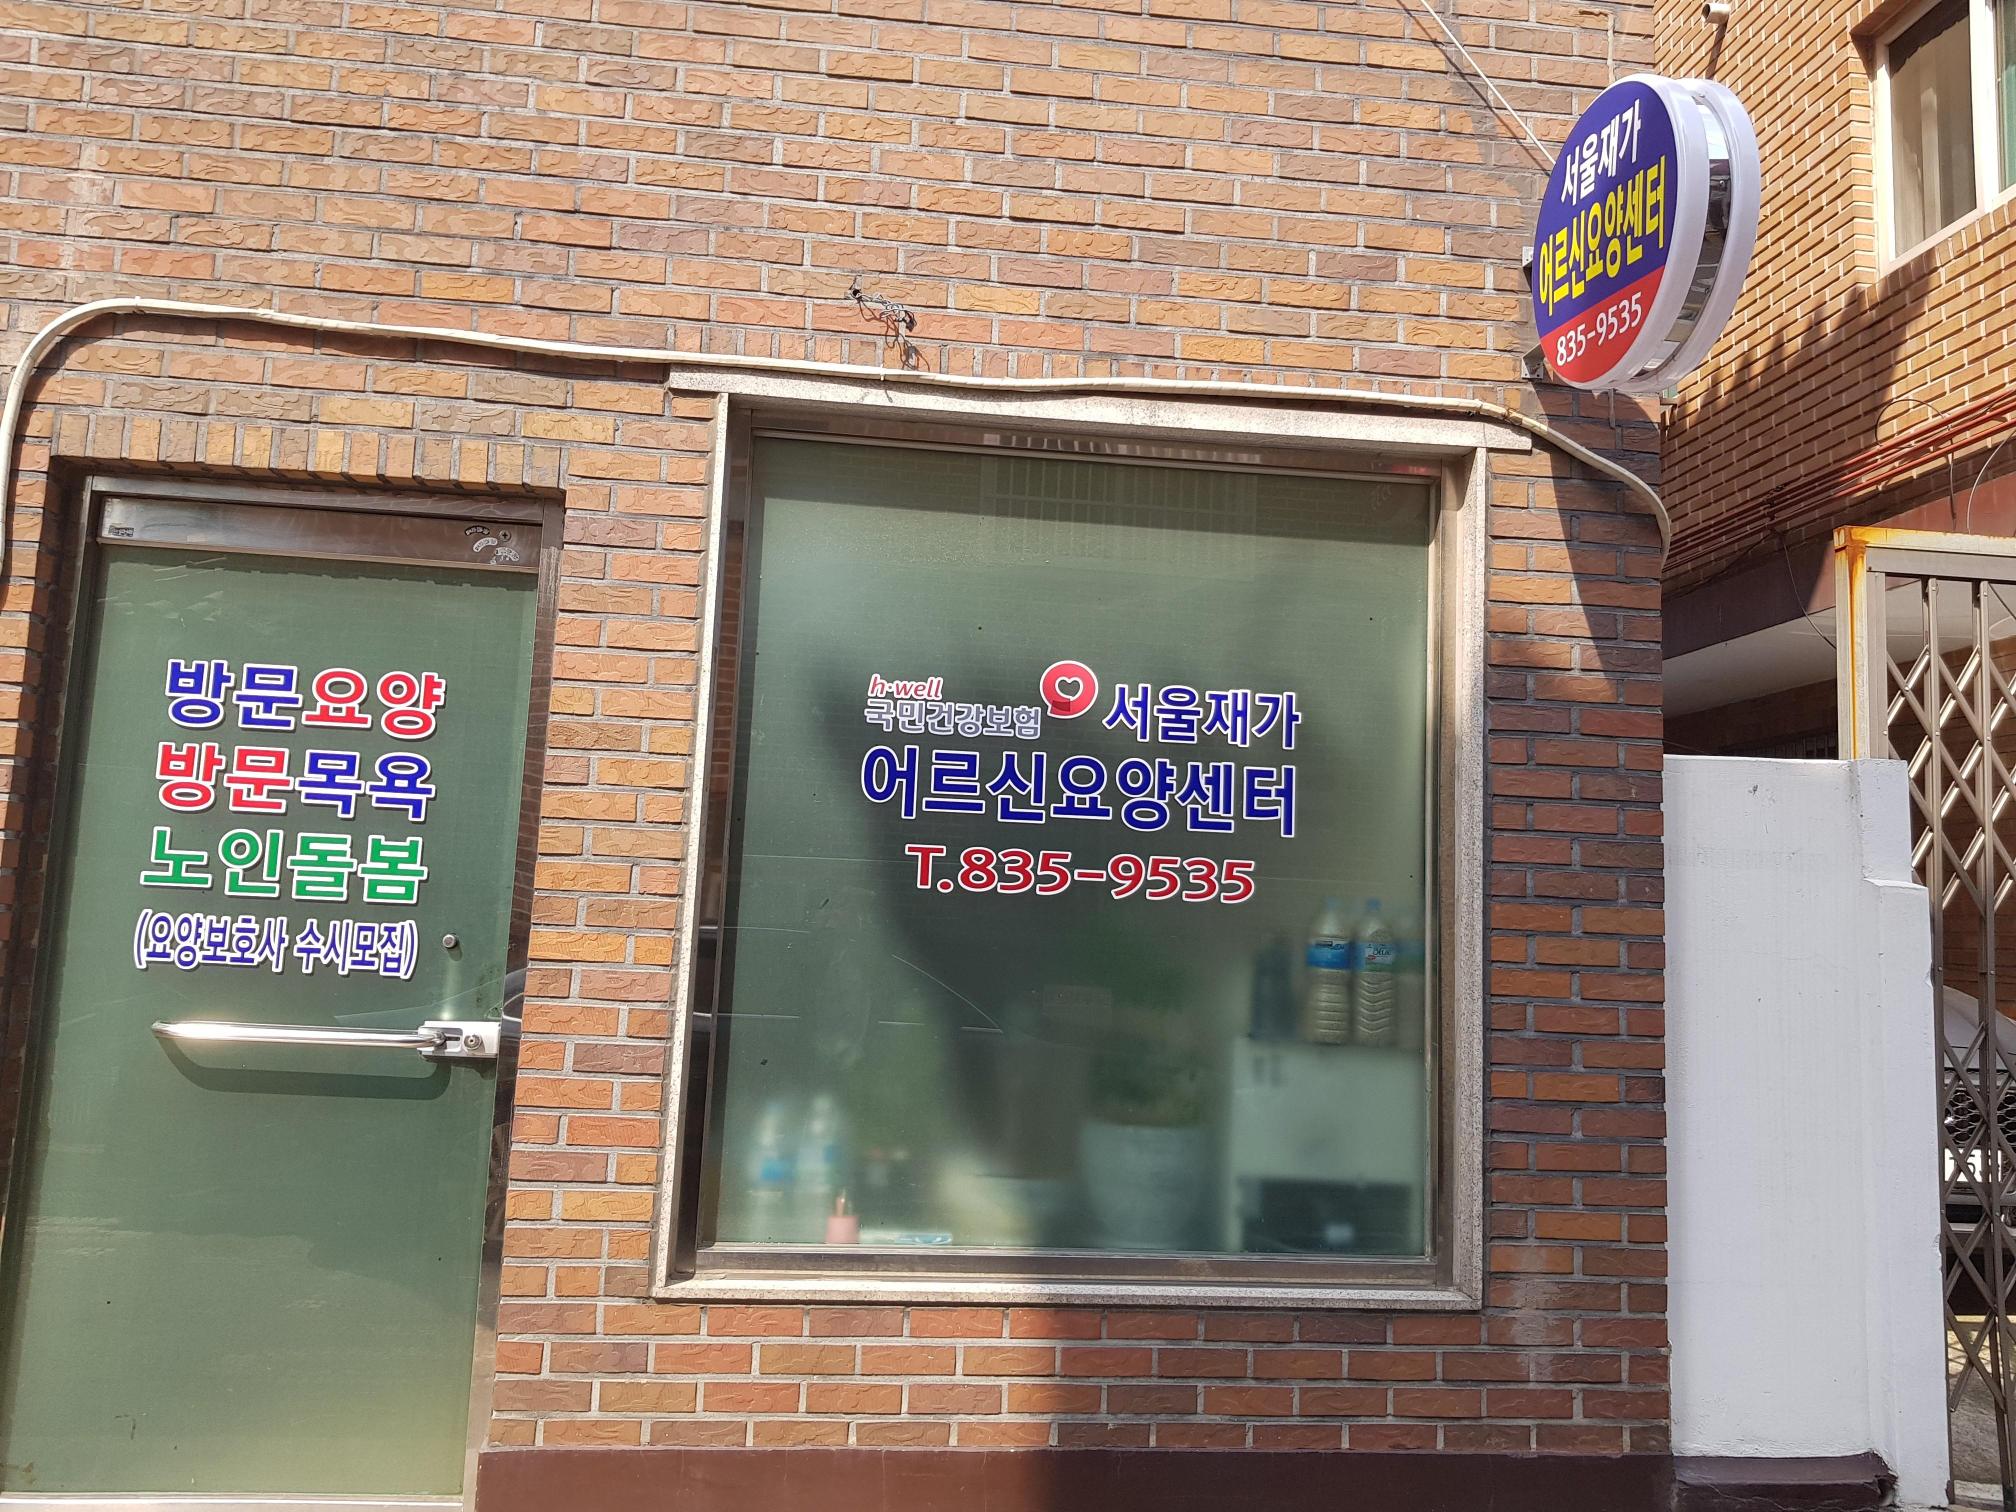 서울재가
어르신요양센터
835-9535
방문요양
방문목욕
노인돌봄
(요양보호사 수시모집)
h·well
국민건강보험 서울재가
어르신요양센터
T.835-9535